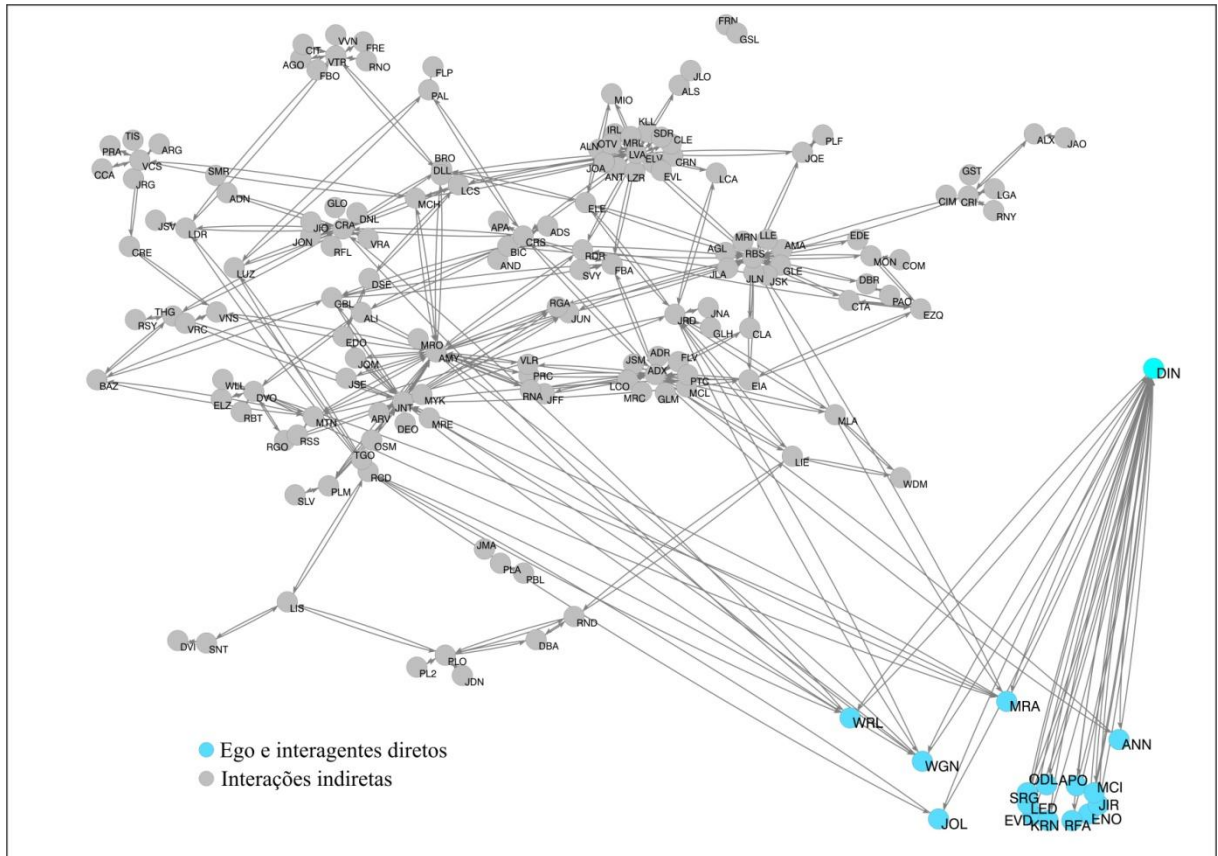 FRN
GSL
VVN
CIT
FRE
AGO
VTR
FBO
RNO
FLP
PAL
JLO
ALS
MIO
KLL
IRL
SDR
OTV
MRL
CLE
ALN
LVA
ELV
JOA
CRN
ANT
LZR
EVL
LCA
PLF
JQE
ALX
JAO
TIS
PRA
ARG
VCS
CCA
JRG
SMR
ADN
BRO
DLL
LCS
MCH
ELE
GST
LGA
CIM
CRI
RNY
GLO
DNL
JSV
LDR
JIO
CRA
JON
RFL
VRA
APA
ADS
CRS
BIC
AND
RDR
SVY
FBA
MRN
LLE
AGL
AMA
RBS
JLA
GLE
JLN
JSK
EDE
MON
COM
DBR
PAO
CTA
EZQ
CRE
LUZ
DSE
GBL
ALI
THG
VNS
RSY
VRC
RGA
JUN
JRD
JNA
GLH
CLA
EDO
MRO
AMY
JQM
JSE
VLR
PRC
RNA
JFF
JSM
ADR
FLV
ADX
LCO
PTC
MRC
MCL
GLM
EIA
DIN
BAZ
WLL
ELZ
DVO
RBT
MTN
JNT
MYK
ARV
DEO
MRE
RGO
RSS
OSM
TGO
RCD
MLA
LIE
WDM
SLV
PLM
JMA
PLA
PBL
LIS
RND
DVI
SNT
DBA
PLO
PL2
JDN
MRA
WRL
ANN
WGN
Ego e interagentes diretos
Interações indiretas
ODL
APO
MCI
SRG
LED
JIR
EVD
KRN
RFA
ENO
JOL